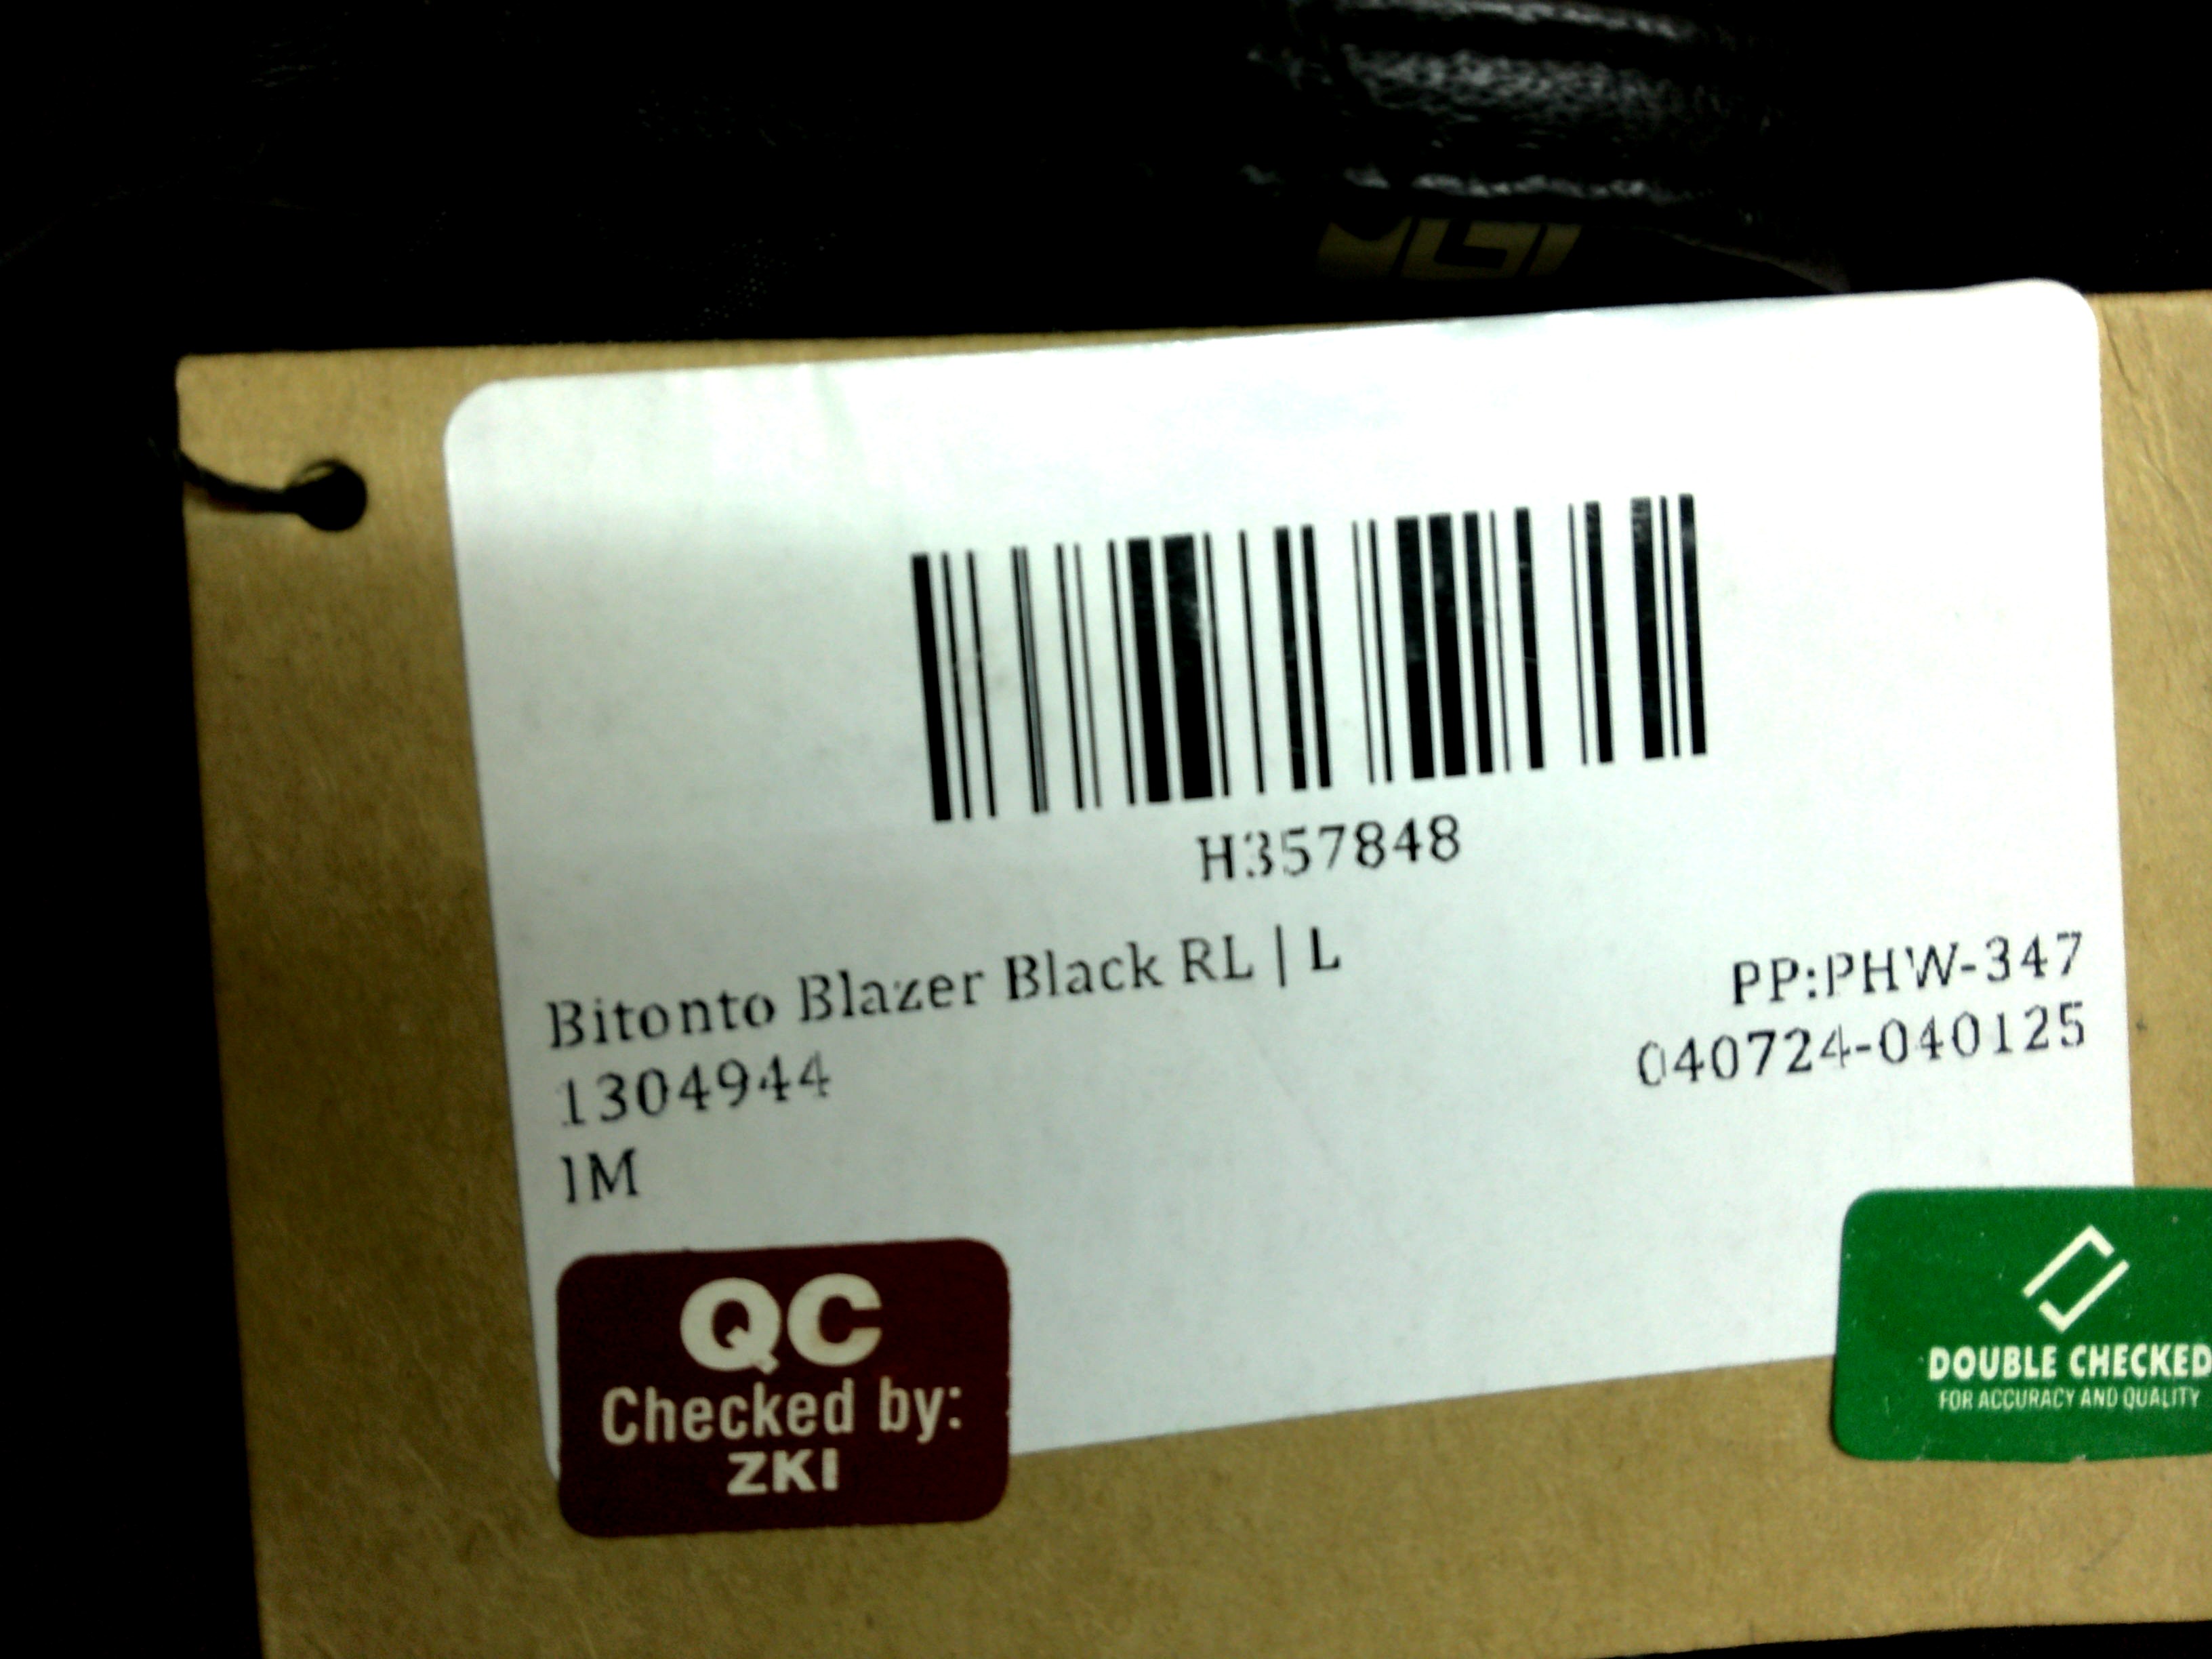 H357848
Bitonto Blazer Black RL | L
1304944
1M
PP:PHW-347
040724-040125
QC
Checked by:
ZKI
DOUBLE CHECKED
FOR ACCURACY AND QUALITY